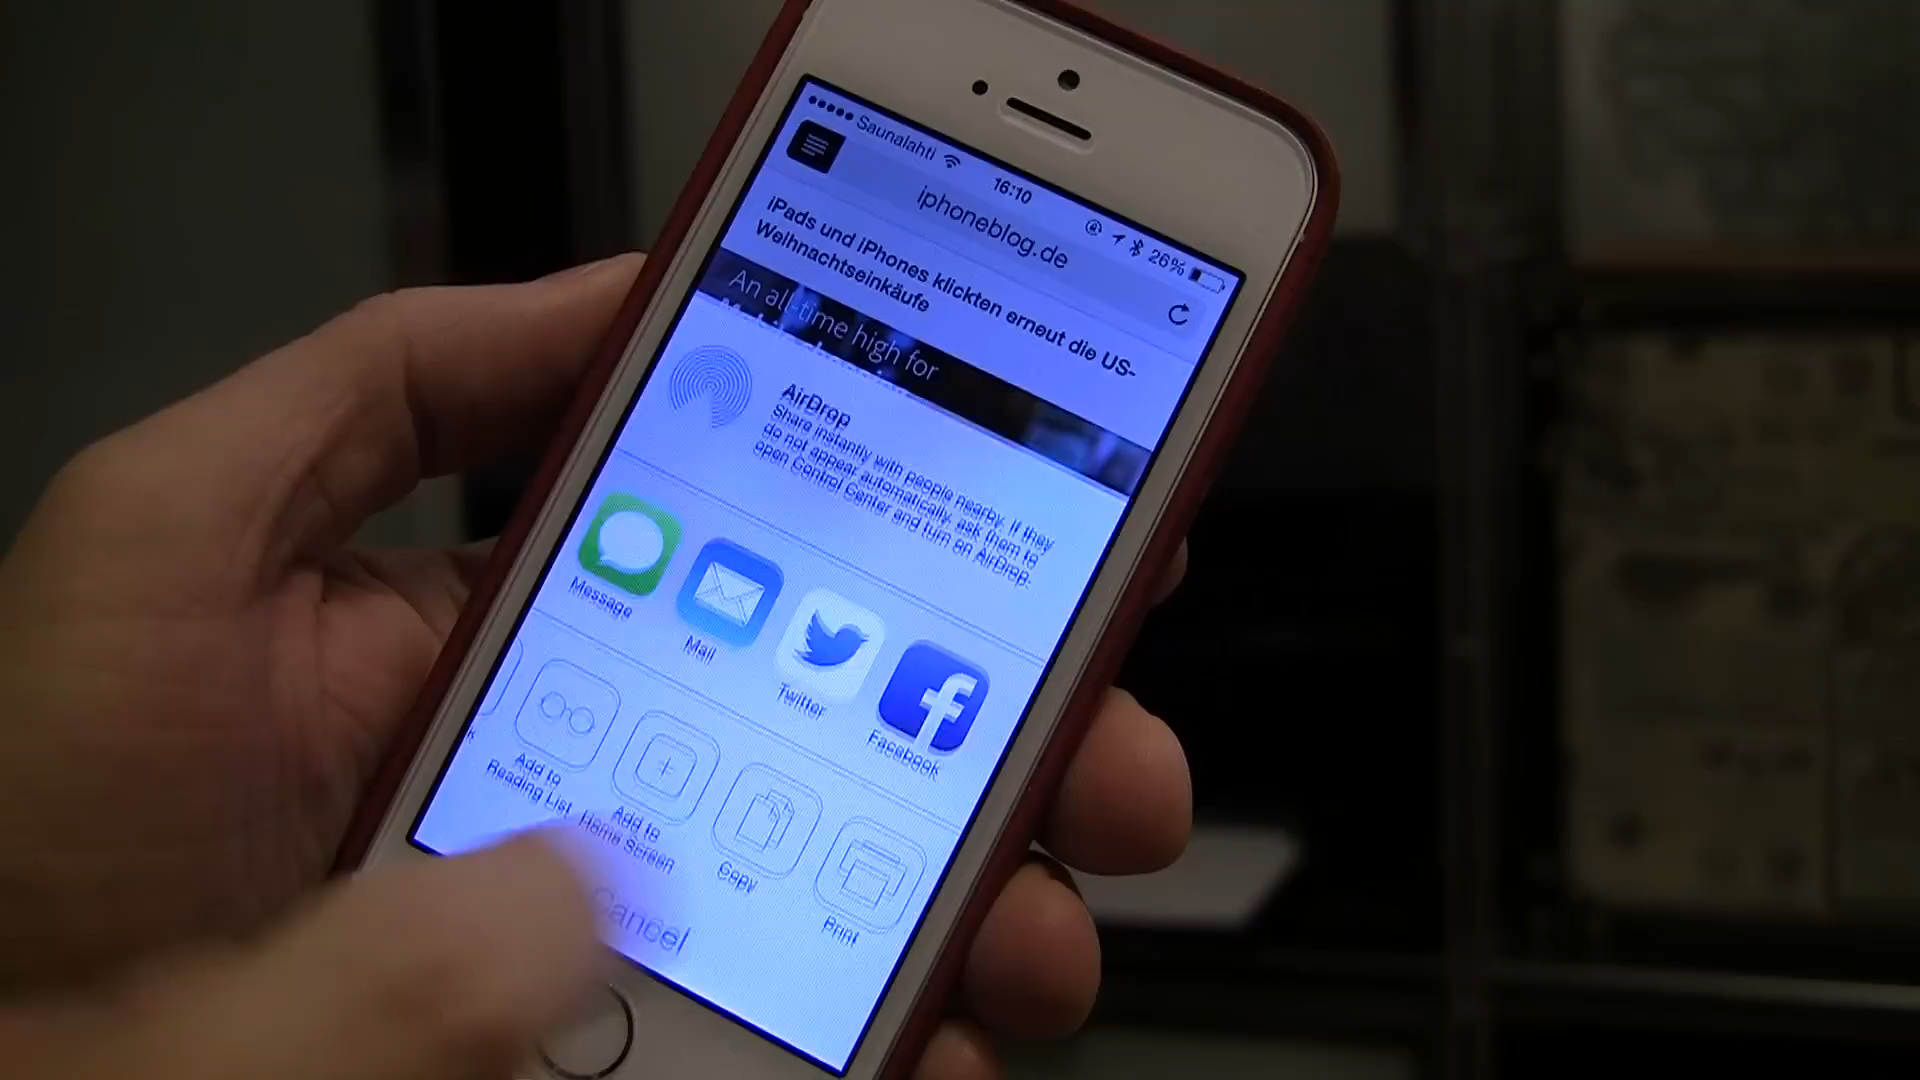 Saunalahti
16:10
26%
iphoneblog.de
iPads und iPhones klickten erneut die US-
Weihnachtseinkäufe
An all-time high for
AirDrop
Share instantly with people nearby. If they
do not appear automatically, ask them to
open Control Center and turn on AirDrop.
Message
Mail
Twitter
Facebook
Add to
Reading List
Add to
Home Screen
Copy
Print
Cancel